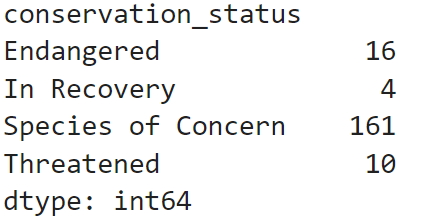 conservation_status
Endangered 16
In Recovery 4
Species of Concern 161
Threatened 10
dtype: int64